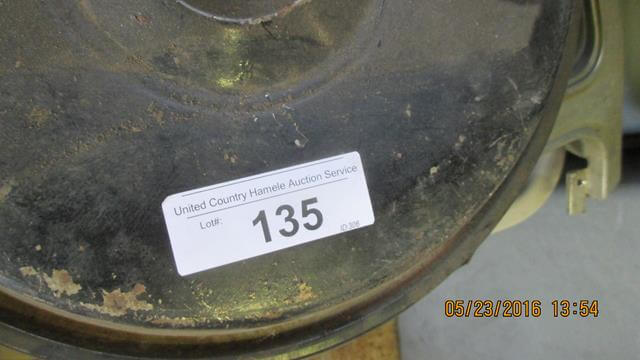 United Country Hamele Auction Service
Lot#:
135
ID:306
05/23/2016 13:54